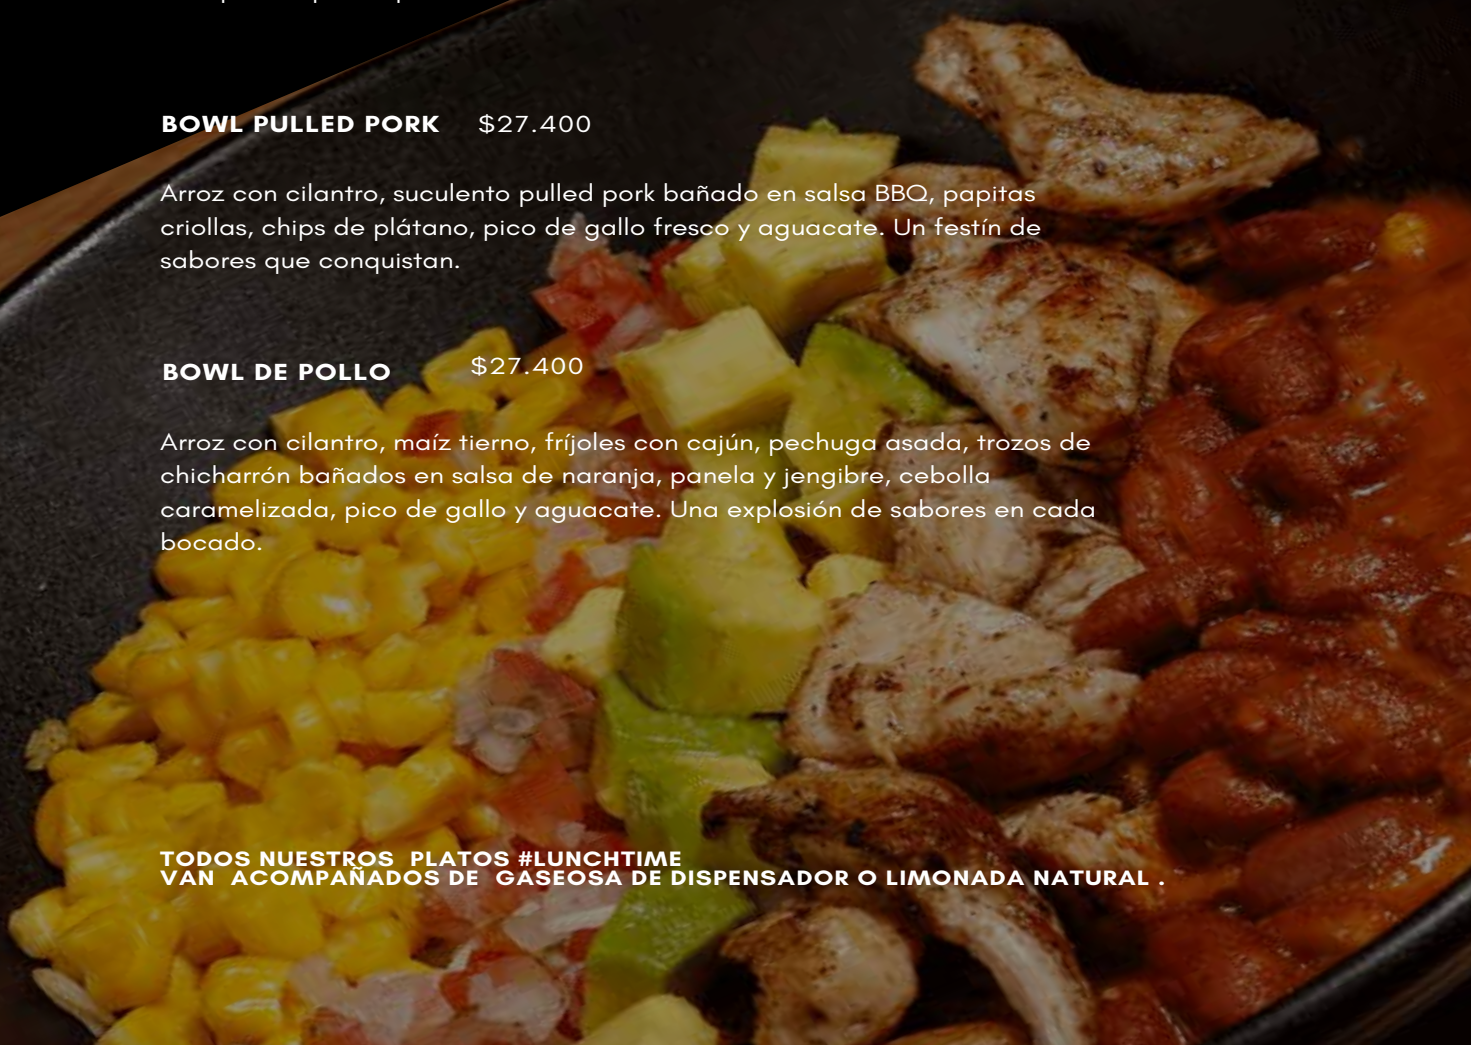 BOWL PULLED PORK $27.400
Arroz con cilantro, suculento pulled pork bañado en salsa BBQ, papitas
criollas, chips de plátano, pico de gallo fresco y aguacate. Un festín de
sabores que conquistan.
BOWL DE POLLO $27.400
Arroz con cilantro, maíz tierno, fríjoles con cajún, pechuga asada, trozos de
chicharrón bañados en salsa de naranja, panela y jengibre, cebolla
caramelizada, pico de gallo y aguacate. Una explosión de sabores en cada
bocado.
TODOS NUESTROS PLATOS #LUNCHTIME
VAN ACOMPAÑADOS DE GASEOSA DE DISPENSADOR O LIMONADA NATURAL .